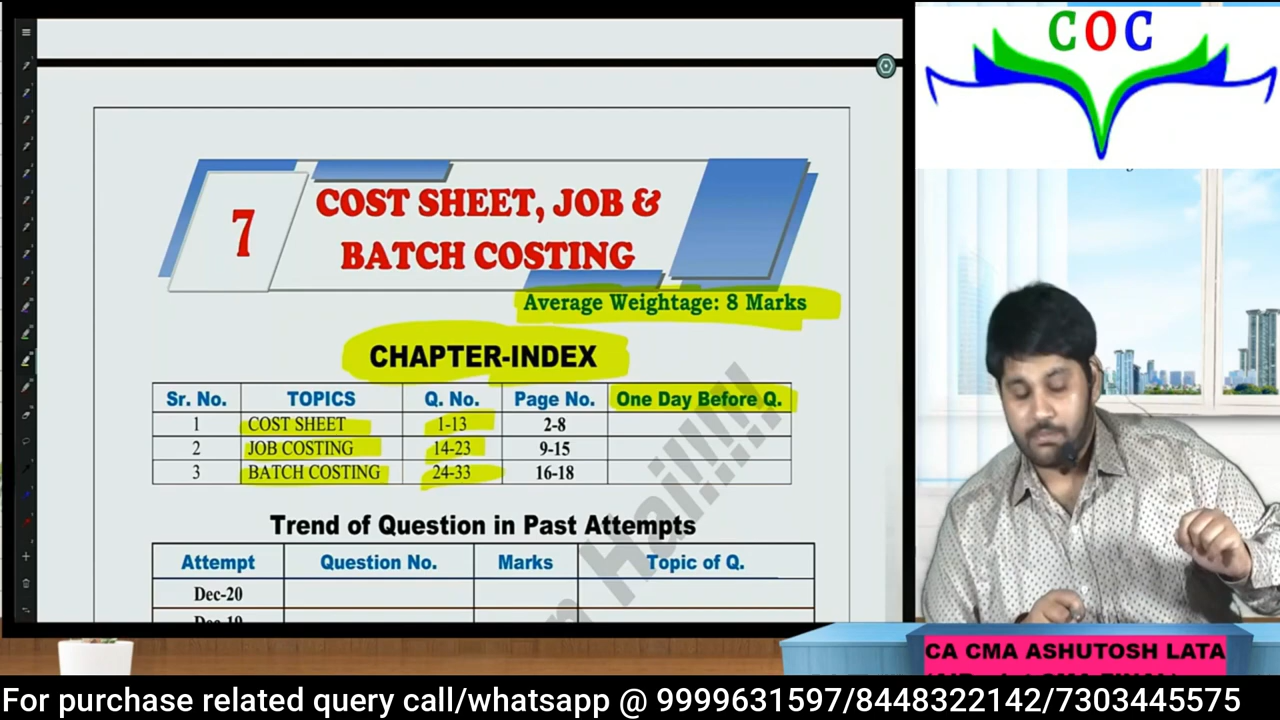 COC
7
COST SHEET, JOB &
BATCH COSTING
Average Weightage: 8 Marks
CHAPTER-INDEX
Sr. No. TOPICS Q. No. Page No. One Day Before Q.
1 COST SHEET 1-13 2-8
2 JOB COSTING 14-23 9-15
3 BATCH COSTING 24-33 16-18
Hai!!!!!
Trend of Question in Past Attempts
Attempt Question No. Marks Topic of Q.
Dec-20
CA CMA ASHUTOSH LATA
For purchase related query call/whatsapp @ 9999631597/8448322142/7303445575